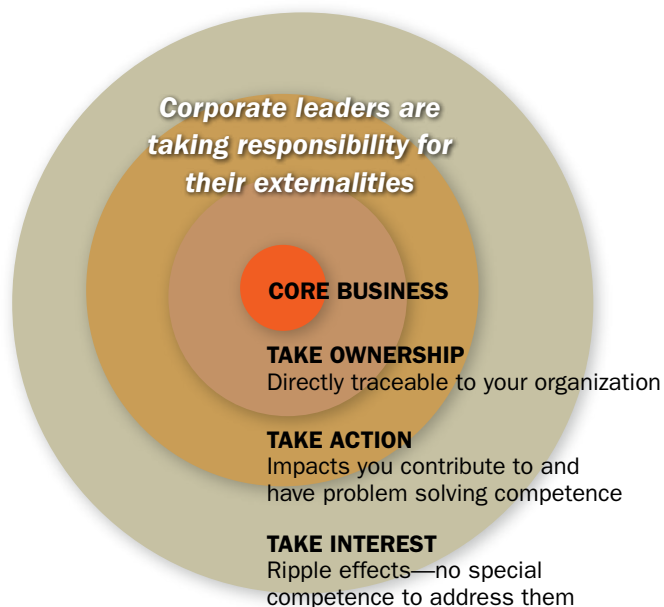 Corporate leaders are
taking responsibility for
their externalities
CORE BUSINESS
TAKE OWNERSHIP
Directly traceable to your organization
TAKE ACTION
Impacts you contribute to and
have problem solving competence
TAKE INTEREST
Ripple effects—no special
competence to address them